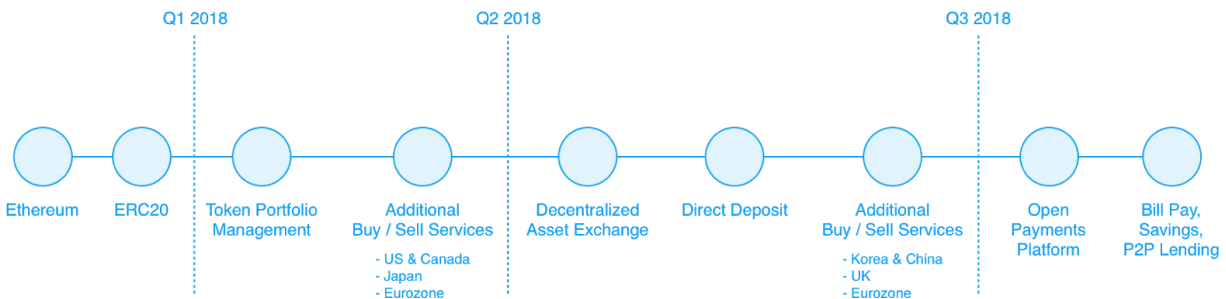 Q1 2018
Q2 2018
Q3 2018
Ethereum
ERC20
Token Portfolio
Management
Additional
Buy / Sell Services
- US & Canada
- Japan
- Eurozone
Decentralized
Asset Exchange
Direct Deposit
Additional
Buy / Sell Services
- Korea & China
- UK
- Eurozone
Open
Payments
Platform
Bill Pay,
Savings,
P2P Lending